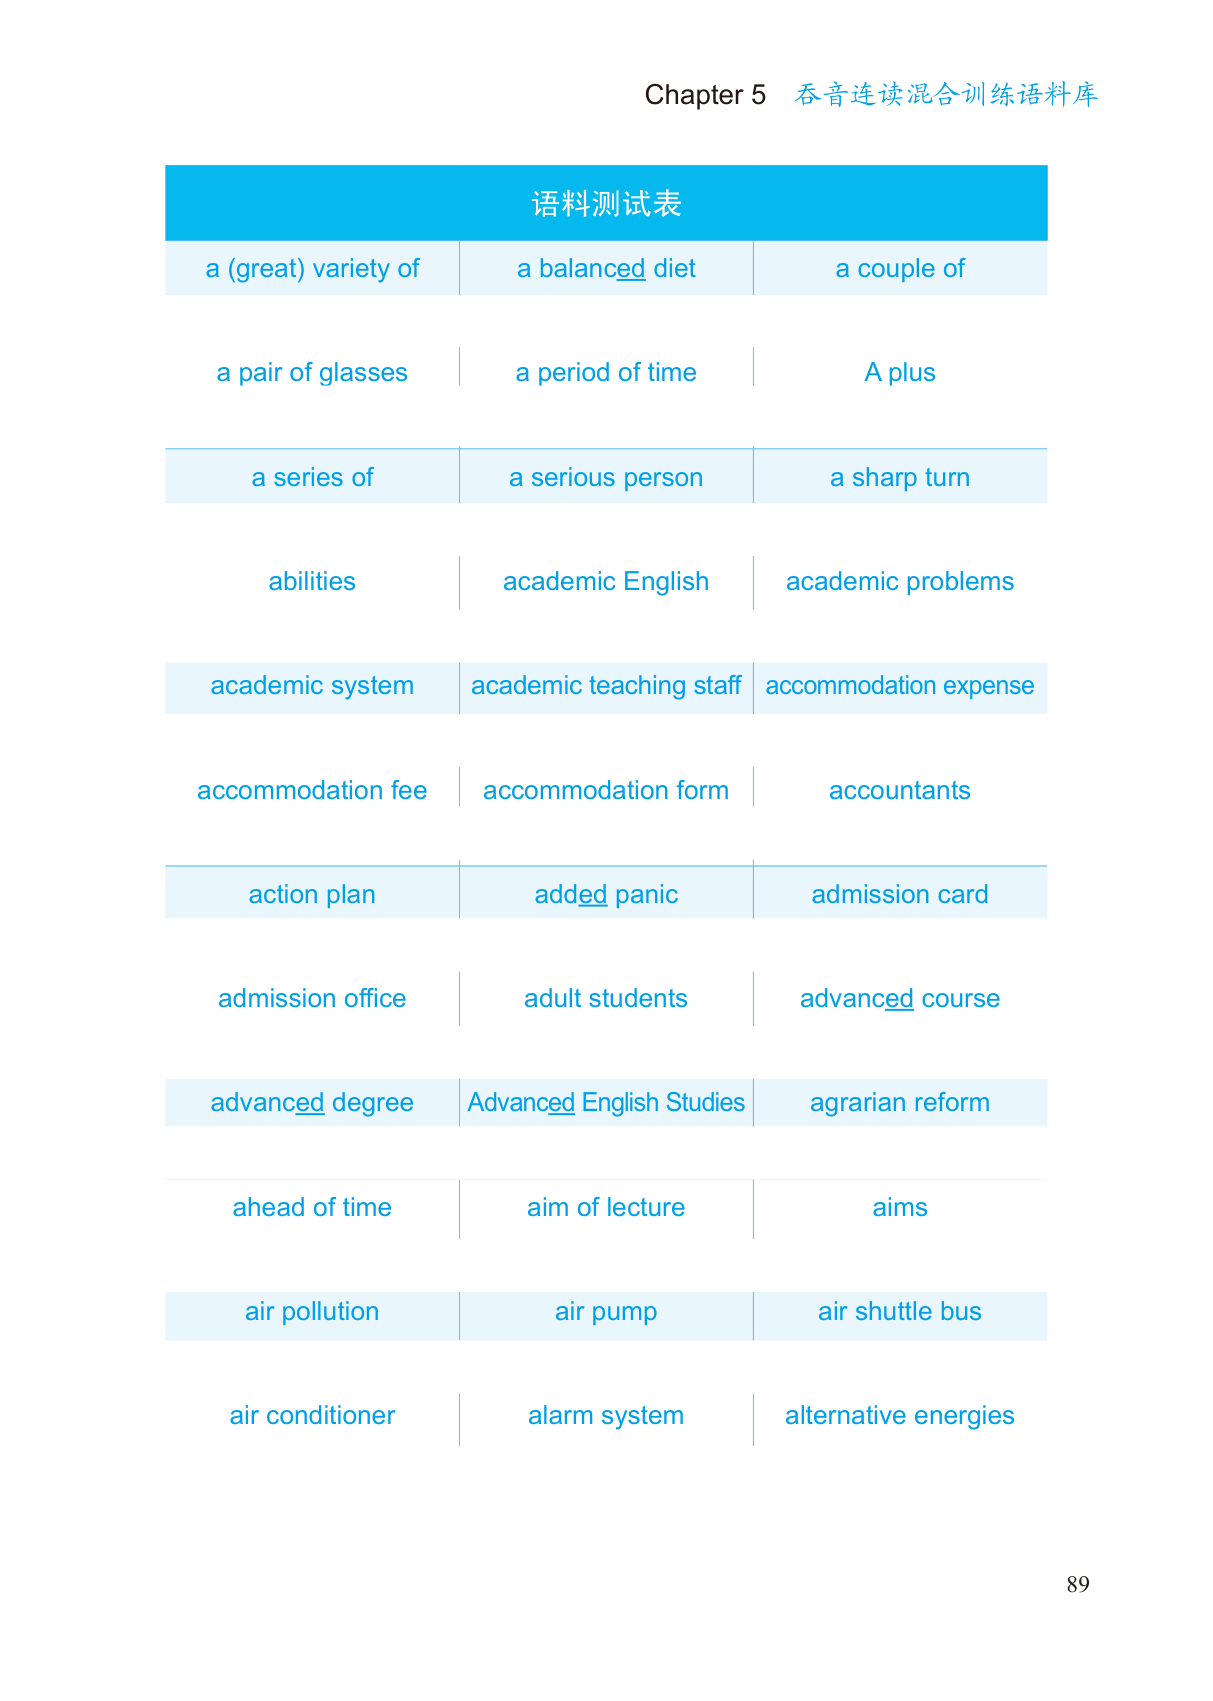 Chapter 5 吞音连读混合训练语料库
语料测试表
a (great) variety of a balanced diet a couple of
a pair of glasses a period of time A plus
a series of a serious person a sharp turn
abilities academic English academic problems
academic system academic teaching staff accommodation expense
accommodation fee accommodation form accountants
action plan added panic admission card
admission office adult students advanced course
advanced degree Advanced English Studies agrarian reform
ahead of time aim of lecture aims
air pollution air pump air shuttle bus
air conditioner alarm system alternative energies
89